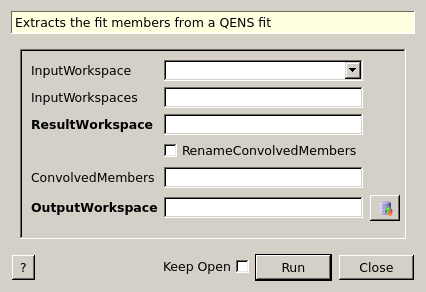 Extracts the fit members from a QENS fit
InputWorkspace
InputWorkspaces
ResultWorkspace
RenameConvolvedMembers
ConvolvedMembers
OutputWorkspace
? Keep Open Run Close